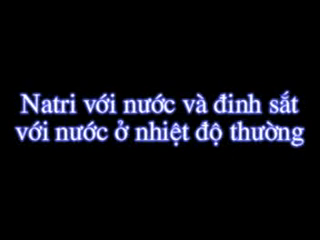 Natri với nước và đinh sắt
với nước ở nhiệt độ thường